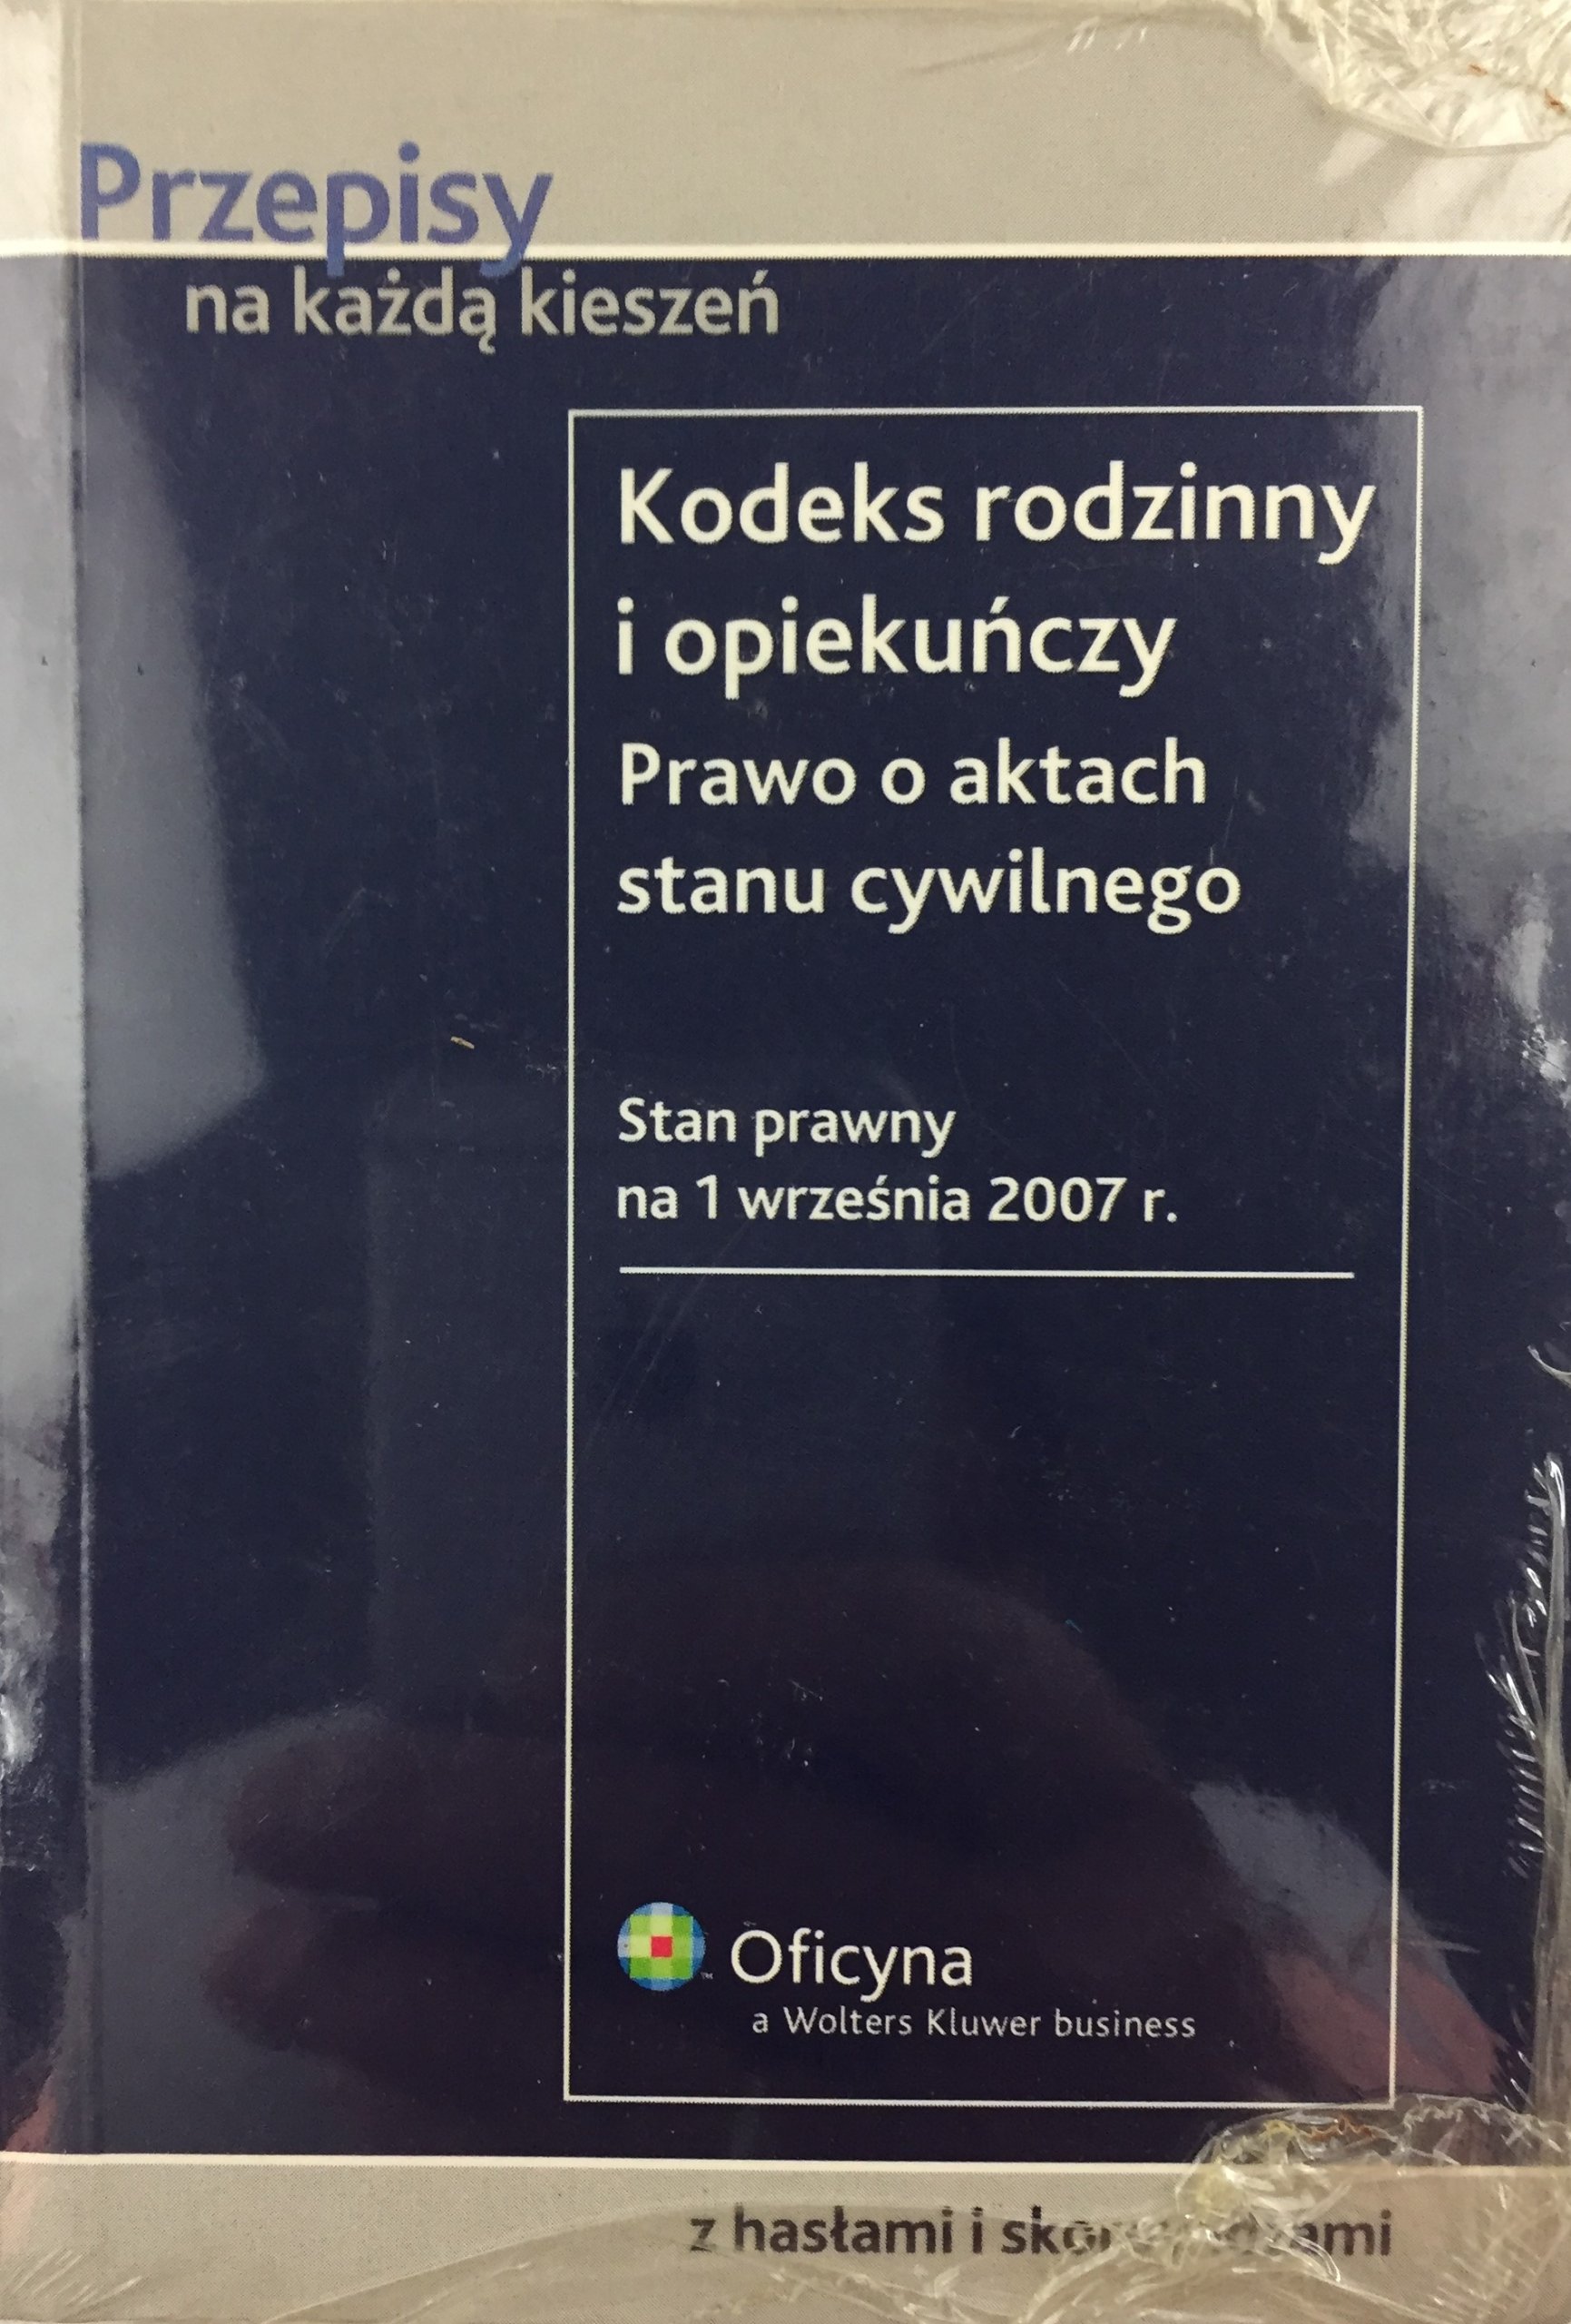 Przepisy
na każdą kieszeń
Kodeks rodzinny
i opiekuńczy
Prawo o aktach
stanu cywilnego
Stan prawny
na 1 września 2007 r.
™ Oficyna
a Wolters Kluwer business
z hasłami i